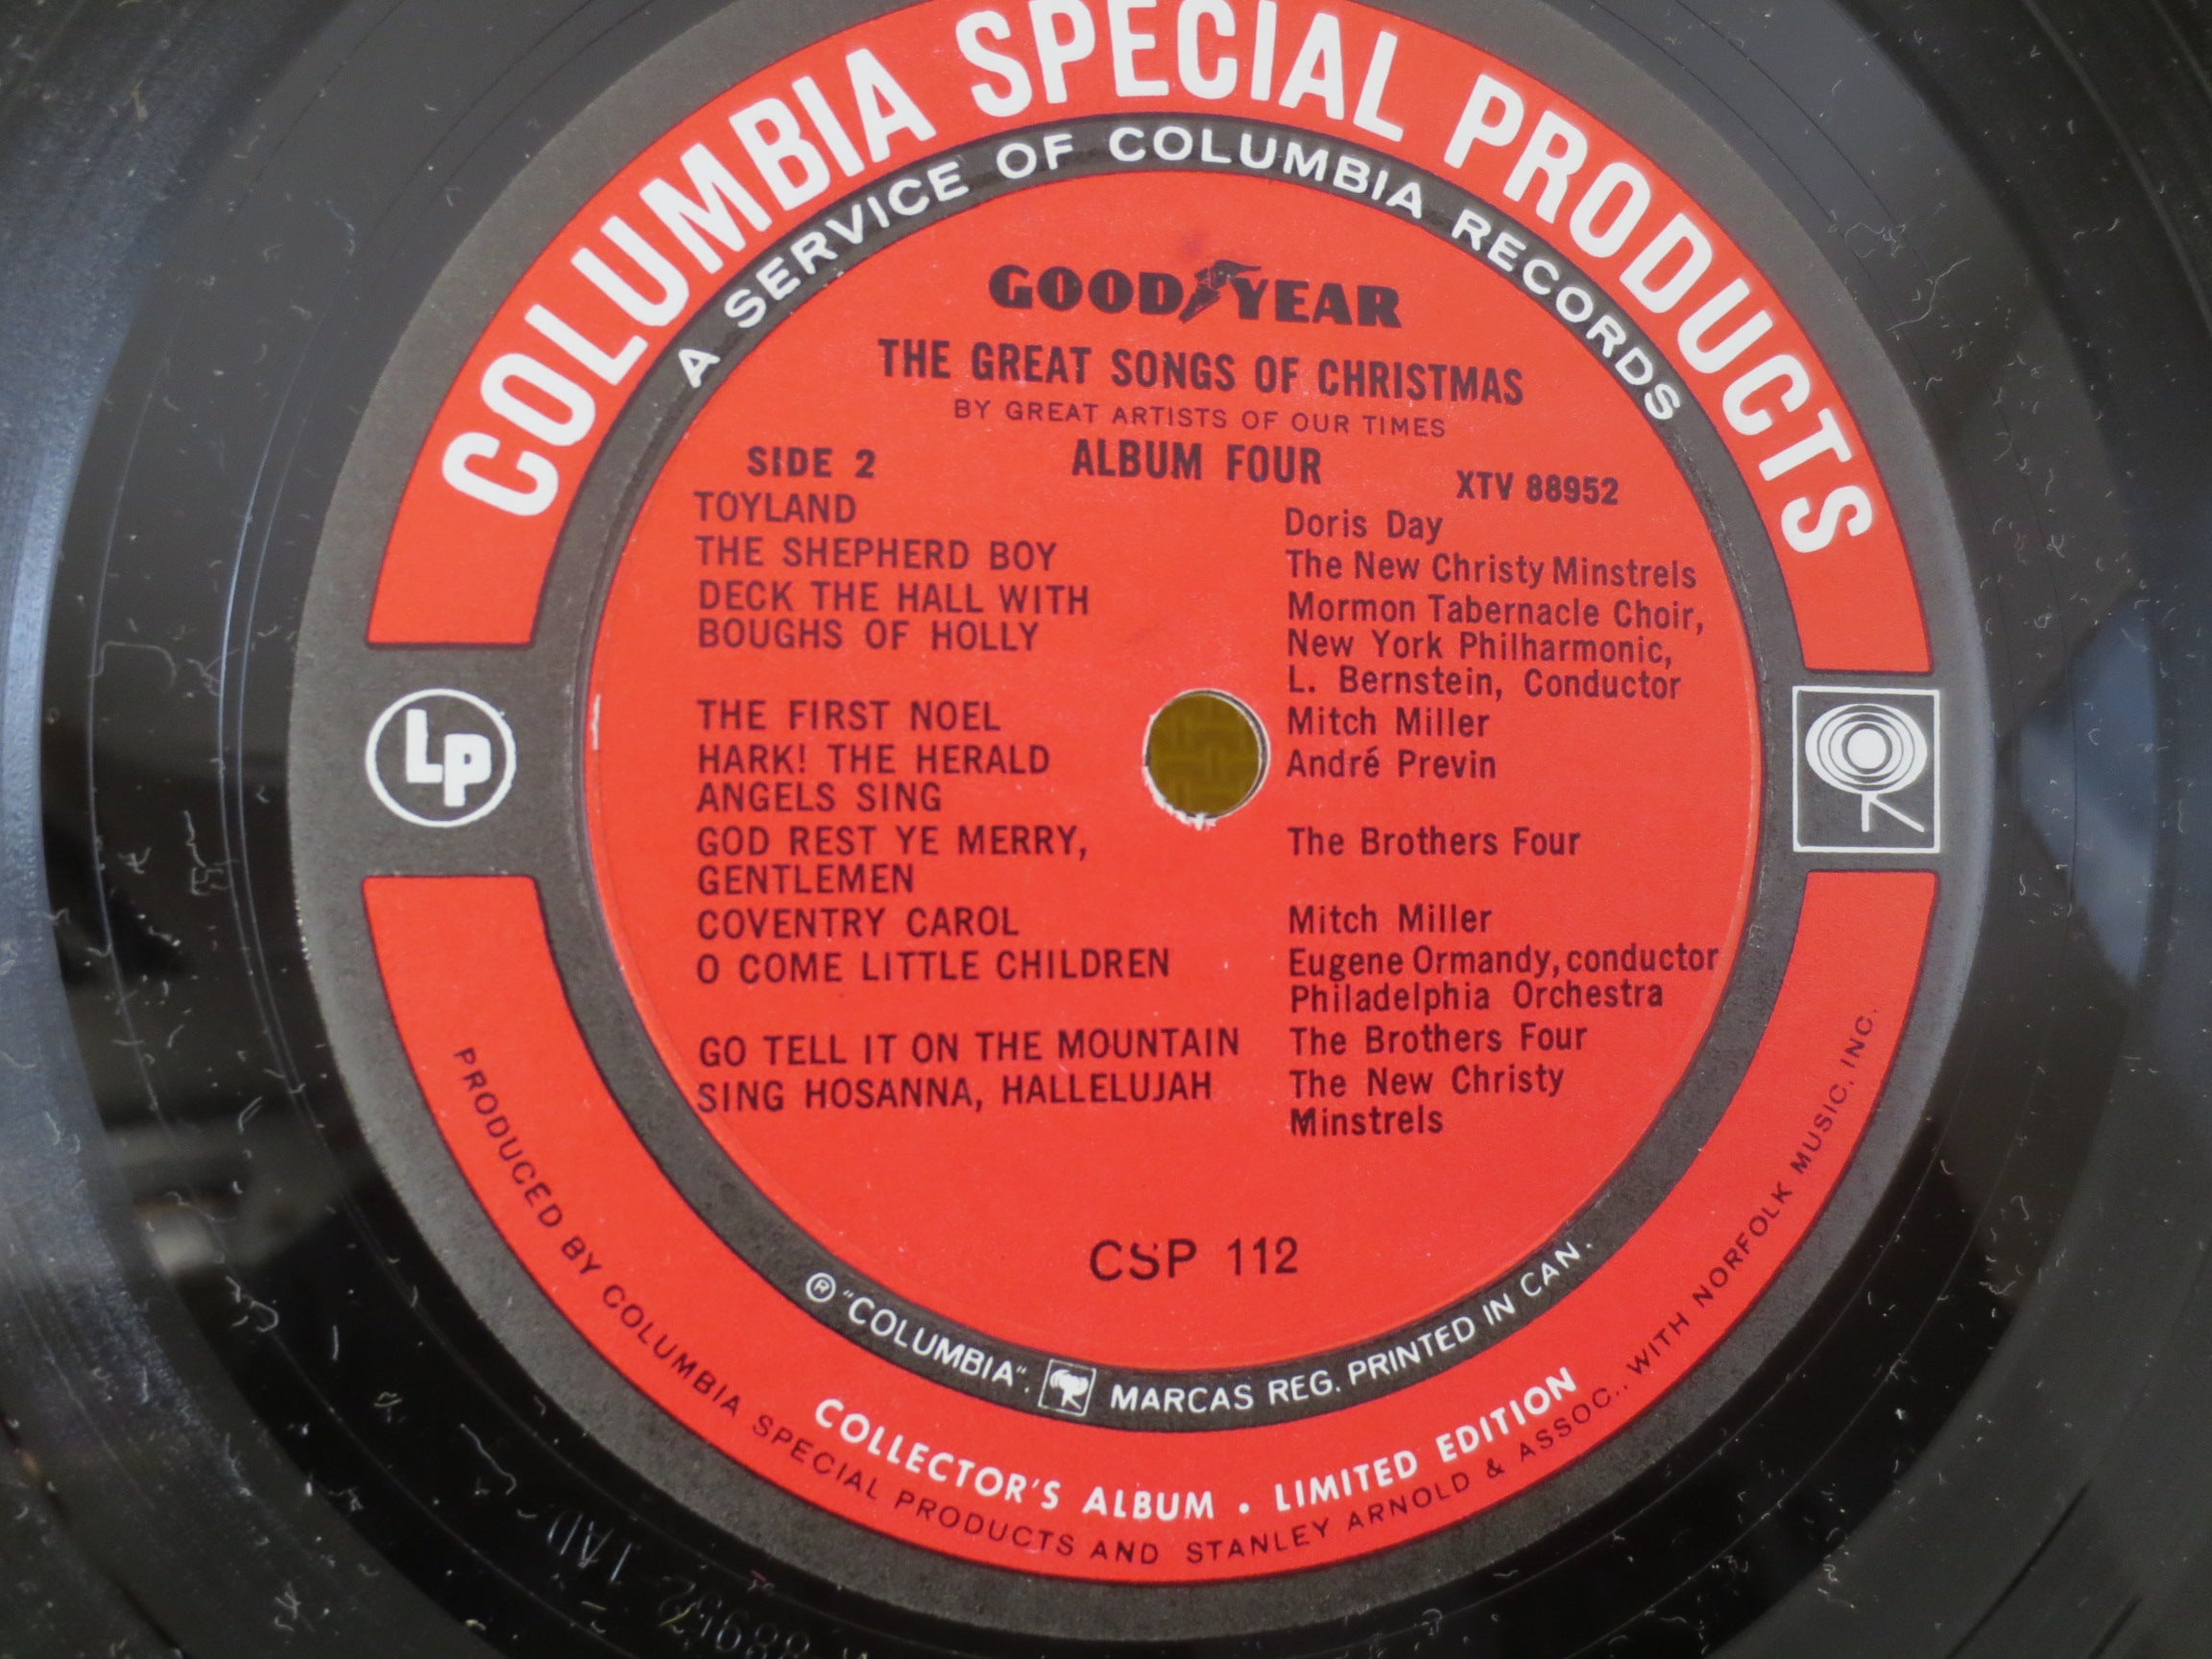 COLUMBIA SPECIAL PRODUCTS
A SERVICE OF COLUMBIA RECORDS
GOODYEAR
THE GREAT SONGS OF CHRISTMAS
BY GREAT ARTISTS OF OUR TIMES
SIDE 2 ALBUM FOUR XTV 88952
TOYLAND Doris Day
THE SHEPHERD BOY The New Christy Minstrels
DECK THE HALL WITH Mormon Tabernacle Choir,
BOUGHS OF HOLLY New York Philharmonic,
L. Bernstein, Conductor
THE FIRST NOEL Mitch Miller
HARK! THE HERALD André Previn
ANGELS SING
GOD REST YE MERRY, The Brothers Four
GENTLEMEN
COVENTRY CAROL Mitch Miller
O COME LITTLE CHILDREN Eugene Ormandy, conductor
Philadelphia Orchestra
GO TELL IT ON THE MOUNTAIN The Brothers Four
SING HOSANNA, HALLELUJAH The New Christy
Minstrels
LP
CSP 112
® "COLUMBIA". MARCAS REG. PRINTED IN CAN.
COLLECTOR'S ALBUM • LIMITED EDITION
PRODUCED BY COLUMBIA SPECIAL PRODUCTS AND STANLEY ARNOLD & ASSOC., WITH NORFOLK MUSIC, INC.